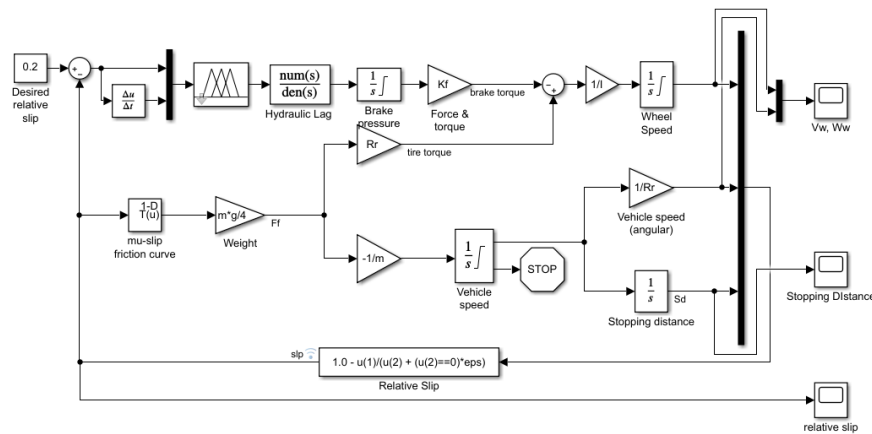 0.2
Desired
relative
slip
+
−
Δu
Δt
num(s)
den(s)
Hydraulic Lag
1
s
Brake
pressure
Kf
Force &
torque
brake torque
−
+
1/I
1
s
Wheel
Speed
Vw, Ww
Rr
tire torque
1-D
T(u)
mu-slip
friction curve
m*g/4
Weight
Ff
-1/m
1
s
Vehicle
speed
STOP
1/Rr
Vehicle speed
(angular)
1
s
Sd
Stopping distance
Stopping DIstance
slp
1.0 - u(1)/(u(2) + (u(2)==0)*eps)
Relative Slip
relative slip